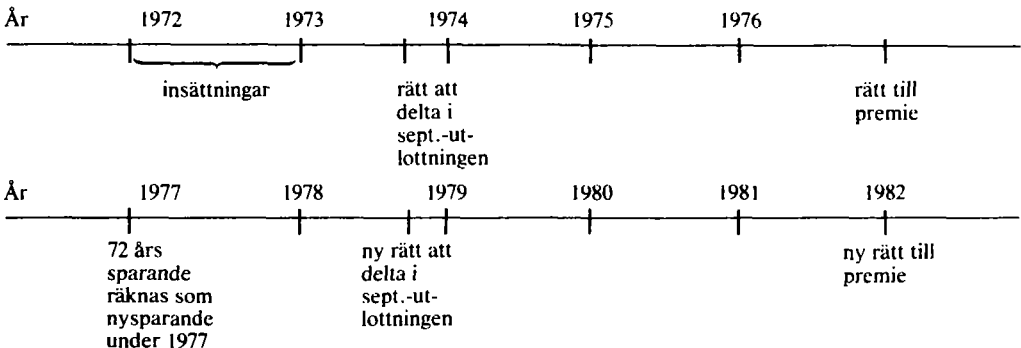 År 1972 1973 1974 1975 1976
insättningar
rätt att
delta i
sept.-ut-
lottningen
rätt till
premie
År 1977 1978 1979 1980 1981 1982
72 års
sparande
räknas som
nysparande
under 1977
ny rätt att
delta i
sept.-ut-
lottningen
ny rätt till
premie